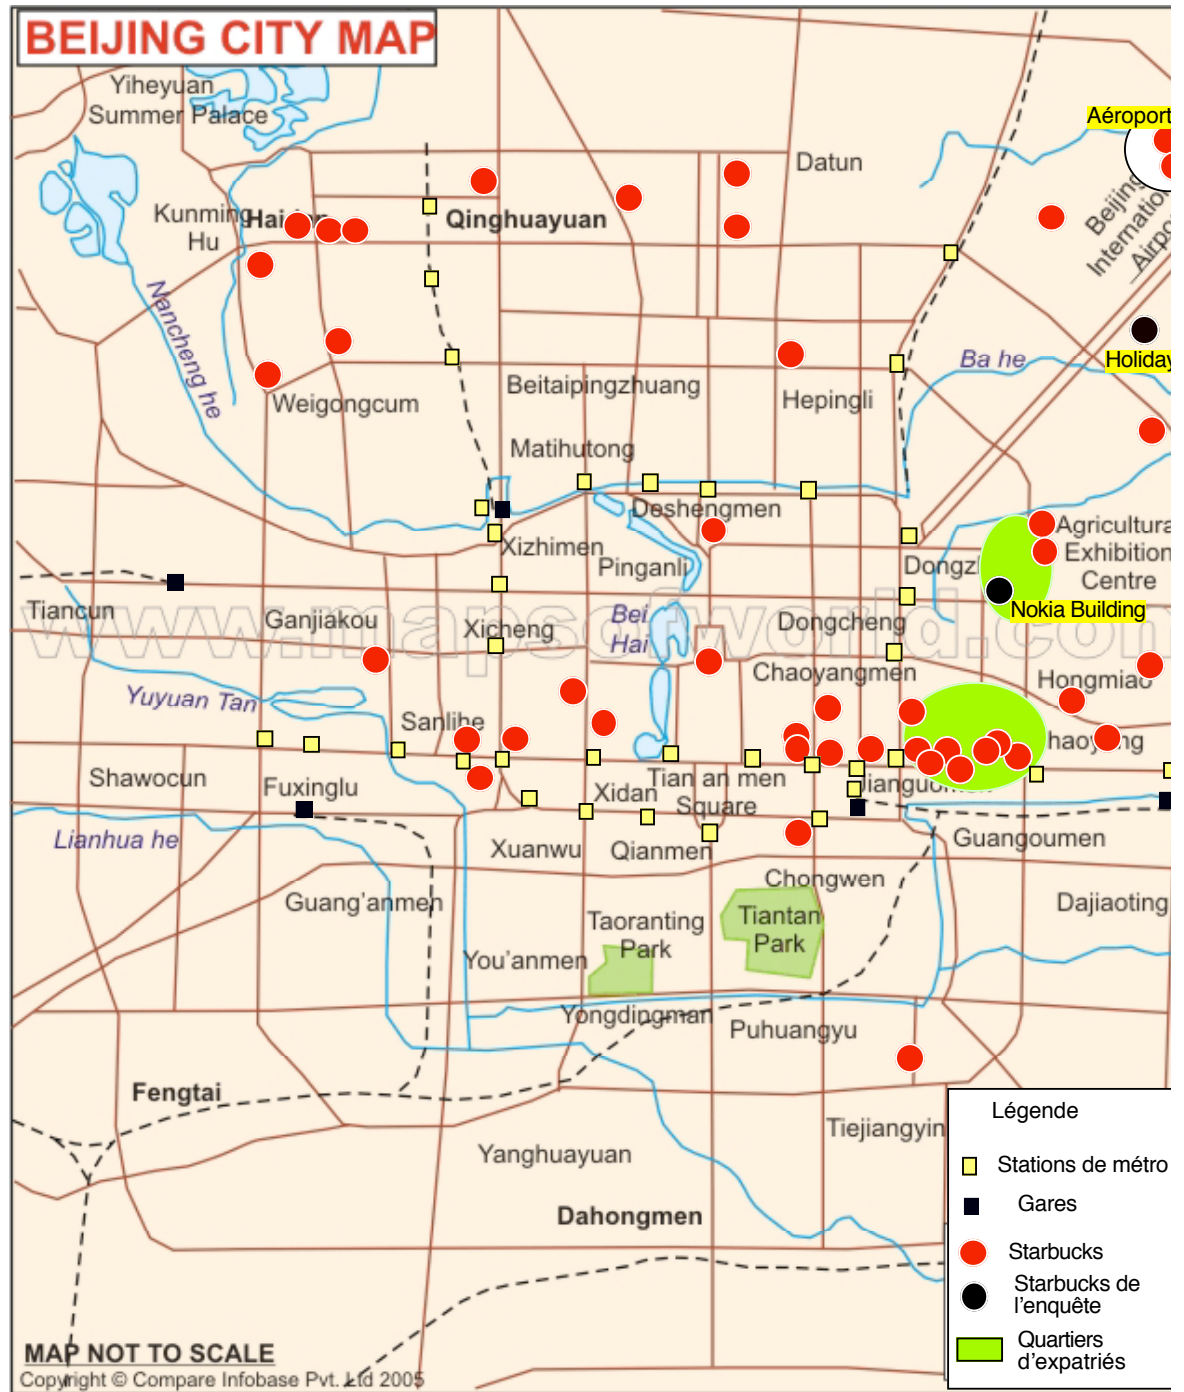 BEIJING CITY MAP
Yiheyuan
Summer Palace
Aéroport
Datun
Kunming
Hu
Qinghuayuan
Beijing
Nancheng he
Ba he
Holiday
Beitaipingzhuang
Weigongcum
Hepingli
Matihutong
Deshengmen
Xizhimen
Pinganli
Agricultura
Exhibition
Centre
Nokia Building
Tiancun
Ganjiakou
Xicheng
Bei
Hai
Dongcheng
www.mapsofworld.com
Chaoyangmen
Hongmiao
Yuyuan Tan
Sanlihe
Shawocun
Fuxinglu
Xidan
Tian an men
Square
Lianhua he
Xuanwu
Qianmen
Guangoumen
Chongwen
Guang'anmen
Taoranting
Park
Tiantan
Park
Dajiaoting
You'anmen
Yongdingman
Puhuangyu
Fengtai
Tiejiangyin
Yanghuayuan
Dahongmen
Légende
Stations de métro
Gares
Starbucks
Starbucks de
l'enquête
Quartiers
d'expatriés
MAP NOT TO SCALE
Copyright © Compare Infobase Pvt. Ltd 2005